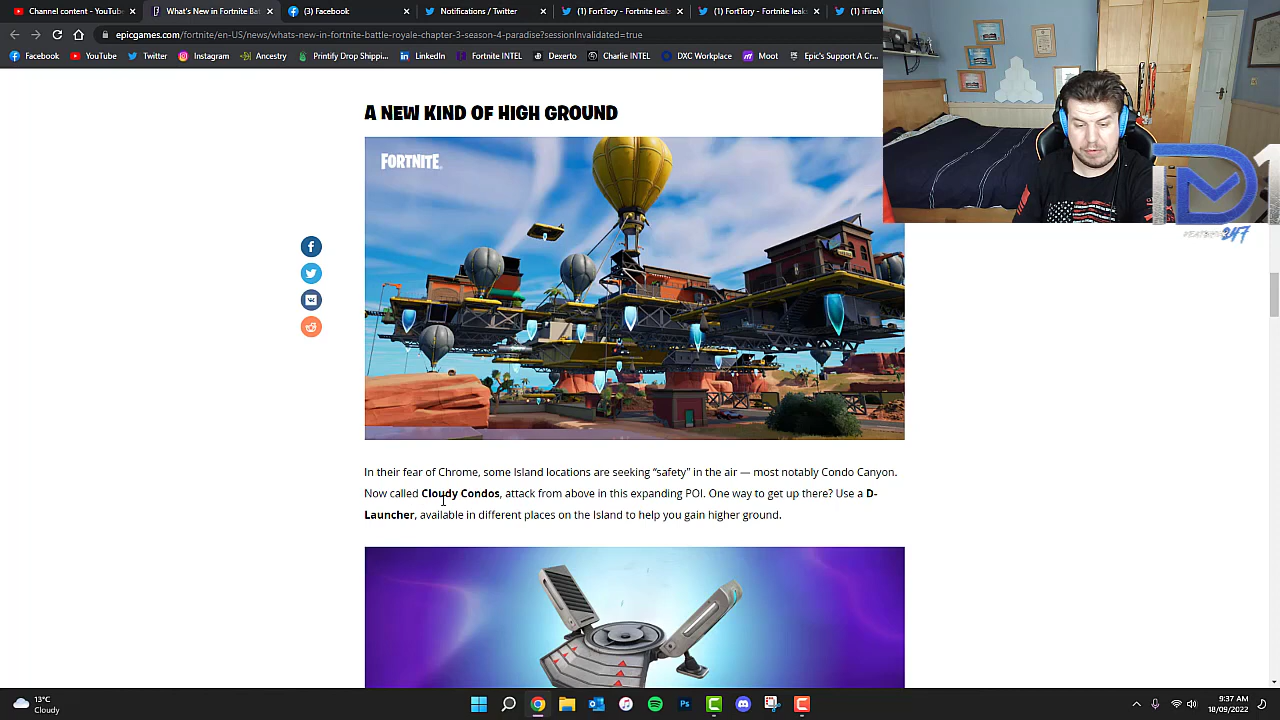 Channel content - YouTub
What's New in Fortnite Bat
(3) Facebook
Notifications / Twitter
(1) FortTory - Fortnite leak
(1) FortTory - Fortnite leak
(1) iFireM
epicgames.com/fortnite/en-US/news/whats-new-in-fortnite-battle-royale-chapter-3-season-4-paradise?sessionInvalidated=true
Facebook
YouTube
Twitter
Instagram
Ancestry
Printify Drop Shippi...
LinkedIn
Fortnite INTEL
Dexerto
Charlie INTEL
DXC Workplace
Moot
Epic's Support A Cr...
A NEW KIND OF HIGH GROUND
FORTNITE
In their fear of Chrome, some Island locations are seeking “safety” in the air — most notably Condo Canyon.
Now called Cloudy Condos, attack from above in this expanding POI. One way to get up there? Use a D-
Launcher, available in different places on the Island to help you gain higher ground.
13°C
Cloudy
9:37 AM
18/09/2022